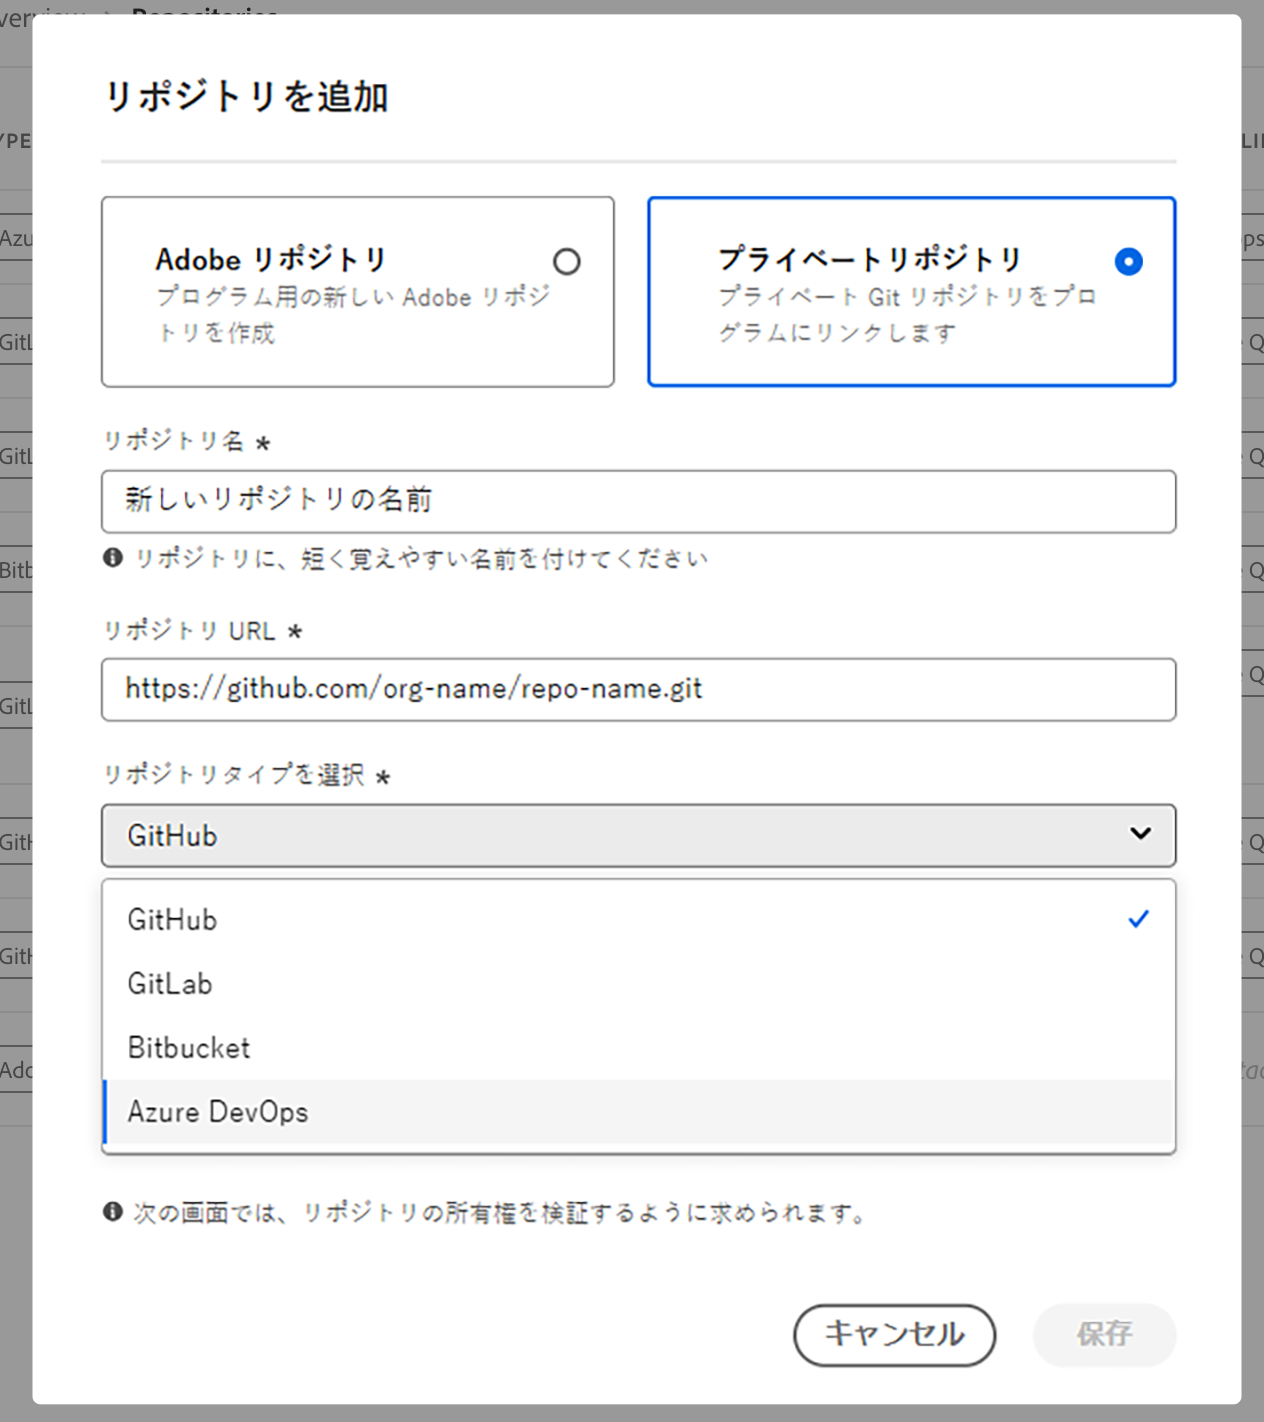 リポジトリを追加
Adobe リポジトリ
プログラム用の新しい Adobe リポジ
トリを作成
プライベートリポジトリ
プライベート Git リポジトリをプロ
グラムにリンクします
リポジトリ名 *
新しいリポジトリの名前
リポジトリに、短く覚えやすい名前を付けてください
リポジトリ URL *
https://github.com/org-name/repo-name.git
リポジトリタイプを選択 *
GitHub
GitHub
GitLab
Bitbucket
Azure DevOps
次の画面では、リポジトリの所有権を検証するように求められます。
キャンセル
保存